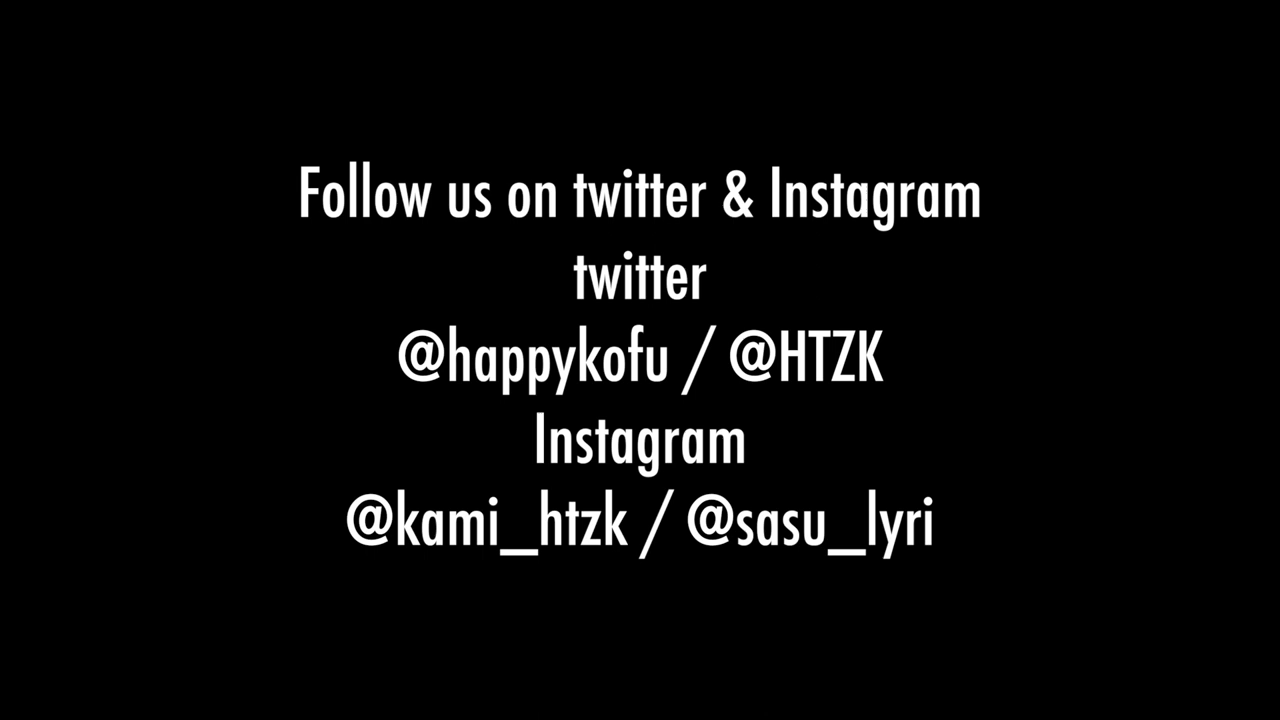 Follow us on twitter & Instagram
twitter
@happykofu / @HTZK
Instagram
@kami_htzk / @sasu_lyri